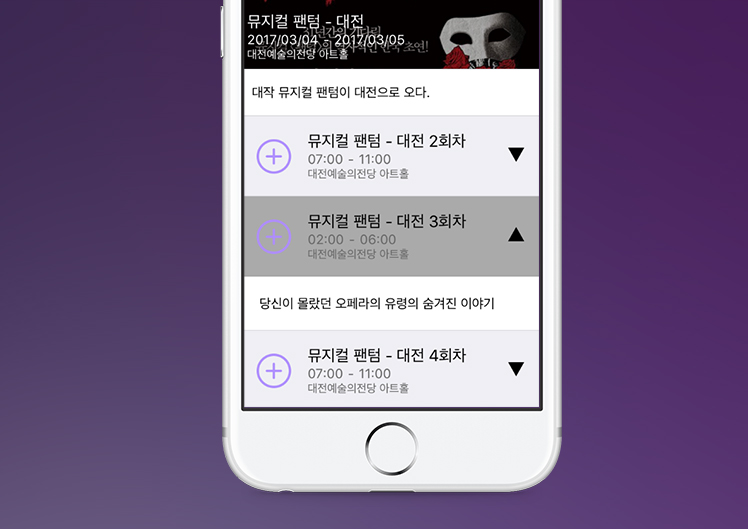 뮤지컬 팬텀 - 대전
2017/03/04 - 2017/03/05
대전예술의전당 아트홀
대작 뮤지컬 팬텀이 대전으로 오다.
뮤지컬 팬텀 - 대전 2회차
07:00 - 11:00
대전예술의전당 아트홀
뮤지컬 팬텀 - 대전 3회차
02:00 - 06:00
대전예술의전당 아트홀
당신이 몰랐던 오페라의 유령의 숨겨진 이야기
뮤지컬 팬텀 - 대전 4회차
07:00 - 11:00
대전예술의전당 아트홀